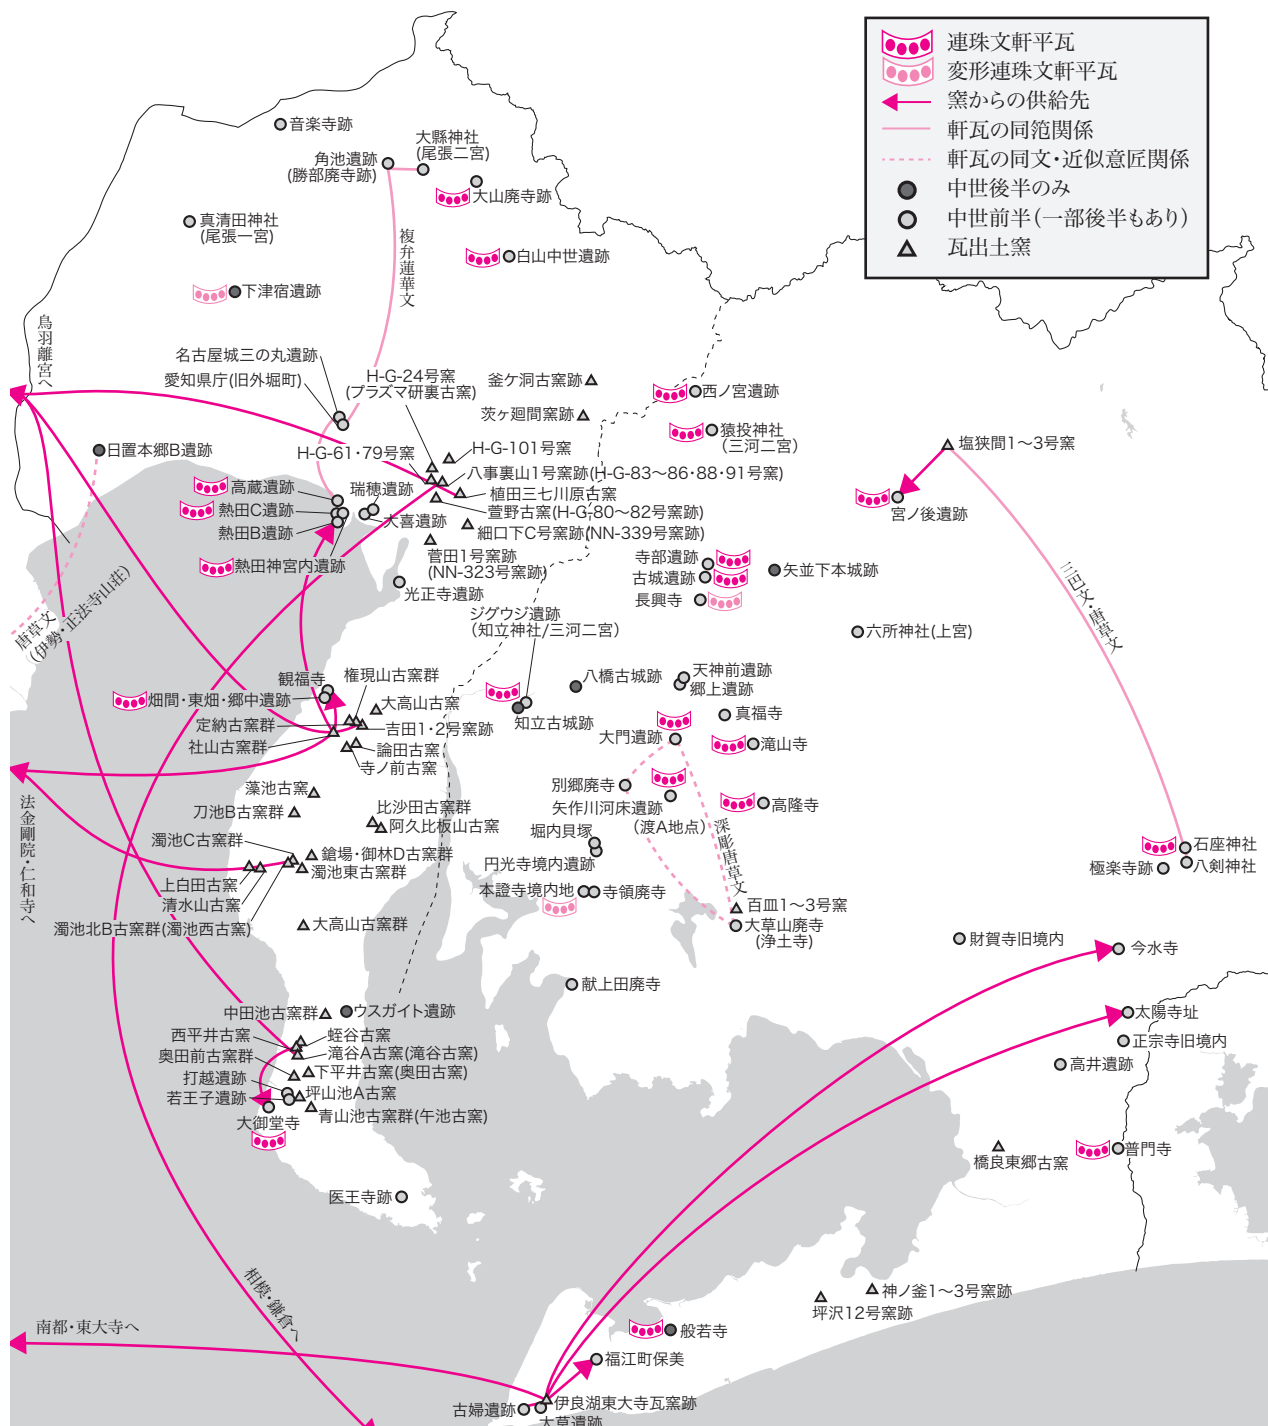 連珠文軒平瓦
変形連珠文軒平瓦
窯からの供給先
軒瓦の同笵関係
軒瓦の同文・近似意匠関係
中世後半のみ
中世前半(一部後半もあり)
瓦出土窯
音楽寺跡
大縣神社
(尾張二宮)
角池遺跡
(勝部廃寺跡)
大山廃寺跡
真清田神社
(尾張一宮)
複弁蓮華文
白山中世遺跡
下津宿遺跡
鳥羽離宮へ
名古屋城三の丸遺跡
愛知県庁(旧外堀町)
H-G-24号窯
(プラズマ研裏古窯)
釜ケ洞古窯跡
西ノ宮遺跡
茨ヶ廻間窯跡
猿投神社
(三河二宮)
日置本郷B遺跡
H-G-61・79号窯
H-G-101号窯
塩狭間1〜3号窯
八事裏山1号窯跡(H-G-83〜86・88・91号窯)
高蔵遺跡
瑞穂遺跡
植田三七川原古窯
熱田C遺跡
萱野古窯(H-G-80〜82号窯跡)
宮ノ後遺跡
熱田B遺跡
大喜遺跡
細口下C号窯跡(NN-339号窯跡)
熱田神宮内遺跡
菅田1号窯跡
(NN-323号窯跡)
寺部遺跡
古城遺跡
矢並下本城跡
光正寺遺跡
長興寺
三巴文・唐草文
唐草文
(伊勢・正法寺山荘)
ジグウジ遺跡
(知立神社/三河二宮)
六所神社(上宮)
権現山古窯群
観福寺
八橋古城跡
天神前遺跡
郷上遺跡
畑間・東畑・郷中遺跡
大高山古窯
真福寺
定納古窯群
吉田1・2号窯跡
知立古城跡
社山古窯群
論田古窯
大門遺跡
滝山寺
寺ノ前古窯
藻池古窯
別郷廃寺
刀池B古窯群
比沙田古窯群
矢作川河床遺跡
(渡A地点)
高隆寺
法金剛院・仁和寺へ
阿久比板山古窯
堀内貝塚
深彫唐草文
濁池C古窯群
鎗場・御林D古窯群
円光寺境内遺跡
石座神社
上白田古窯
濁池東古窯群
極楽寺跡
八剣神社
清水山古窯
本證寺境内地
寺領廃寺
百皿1〜3号窯
濁池北B古窯群(濁池西古窯)
大高山古窯群
大草山廃寺
(浄土寺)
財賀寺旧境内
今水寺
献上田廃寺
中田池古窯群
ウスガイト遺跡
太陽寺址
西平井古窯
蛭谷古窯
正宗寺旧境内
奥田前古窯群
滝谷A古窯(滝谷古窯)
高井遺跡
打越遺跡
下平井古窯(奥田古窯)
若王子遺跡
坪山池A古窯
大御堂寺
青山池古窯群(午池古窯)
普門寺
橋良東郷古窯
医王寺跡
相模・鎌倉へ
神ノ釜1〜3号窯跡
坪沢12号窯跡
南都・東大寺へ
般若寺
福江町保美
伊良湖東大寺瓦窯跡
古婦遺跡
大草遺跡